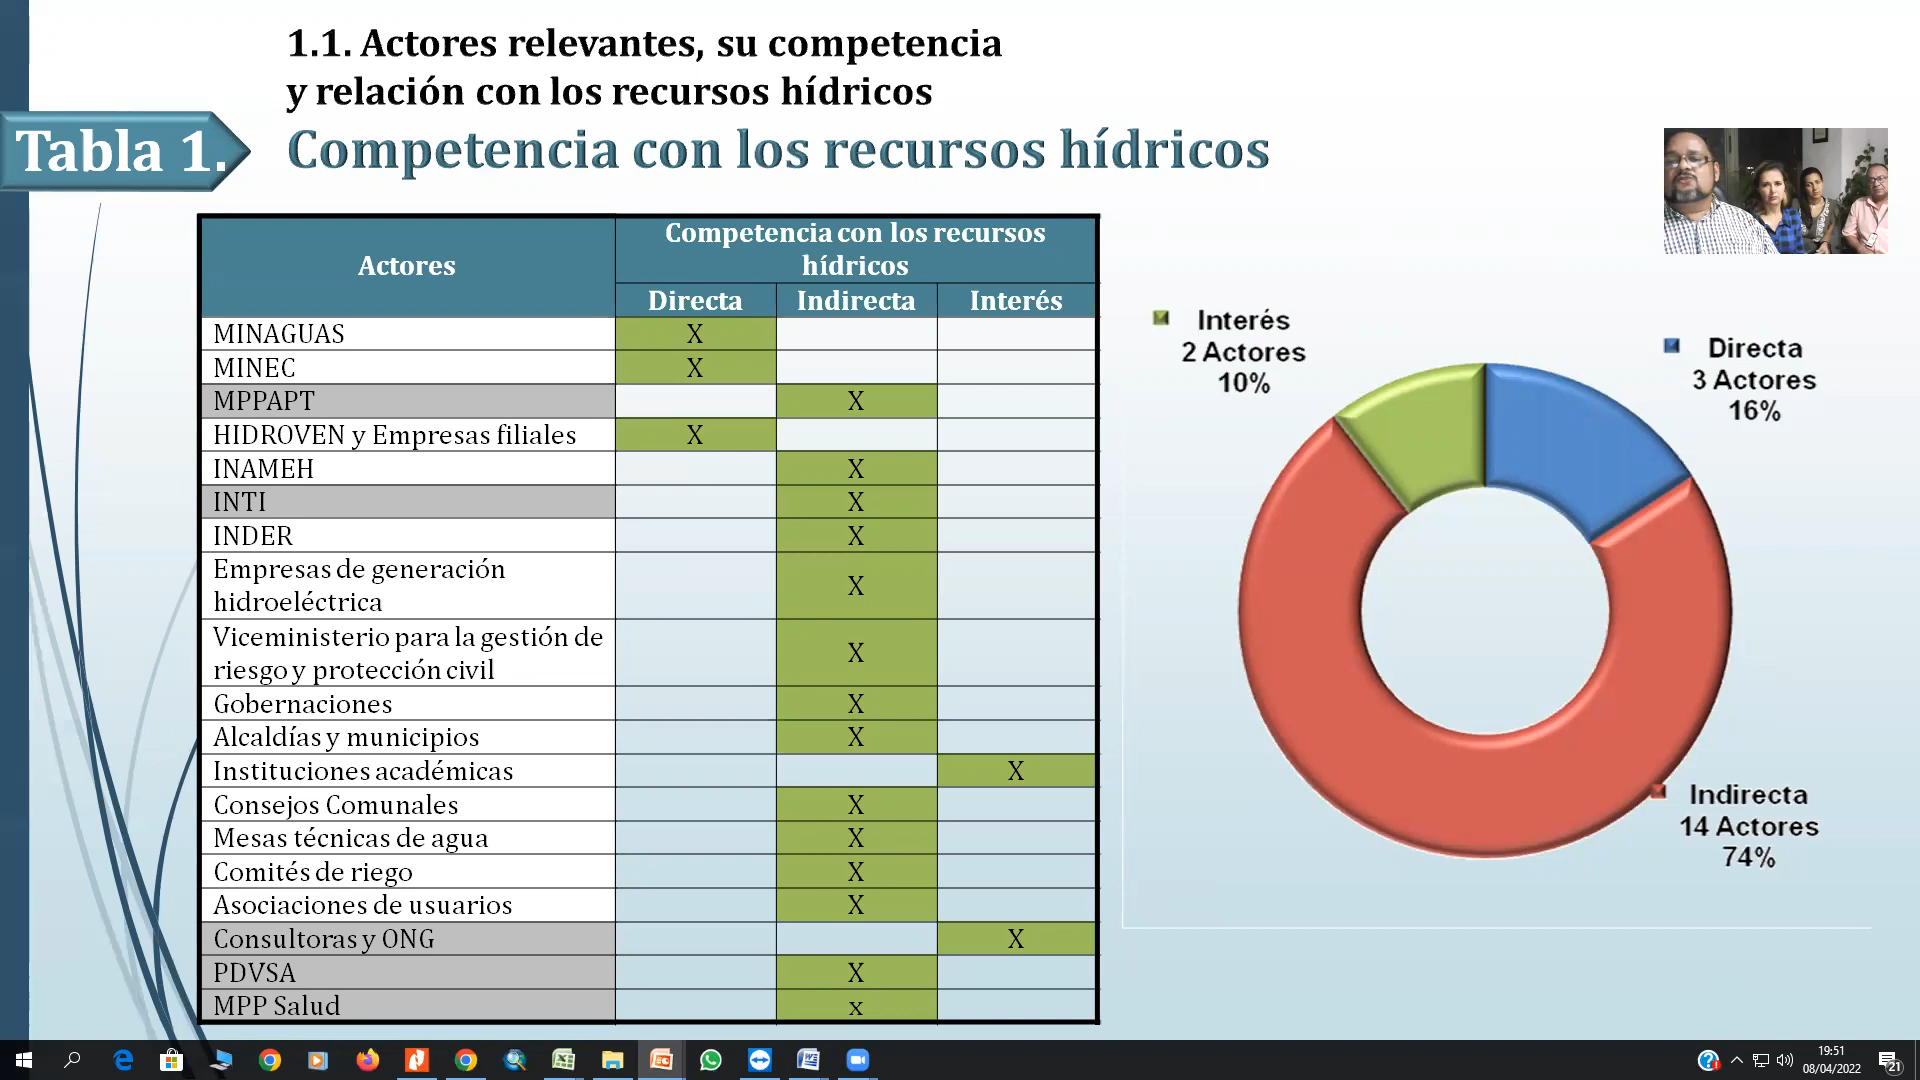 1.1. Actores relevantes, su competencia
y relación con los recursos hídricos
Tabla 1.
Competencia con los recursos hídricos
Actores
Competencia con los recursos
hídricos
Directa
Indirecta
Interés
MINAGUAS X
MINEC X
MPPAPT X
HIDROVEN y Empresas filiales X
INAMEH X
INTI X
INDER X
Empresas de generación
hidroeléctrica X
Viceministerio para la gestión de
riesgo y protección civil X
Gobernaciones X
Alcaldías y municipios X
Instituciones académicas X
Consejos Comunales X
Mesas técnicas de agua X
Comités de riego X
Asociaciones de usuarios X
Consultoras y ONG X
PDVSA X
MPP Salud x
Interés
2 Actores
10%
Directa
3 Actores
16%
Indirecta
14 Actores
74%
19:51
08/04/2022
21